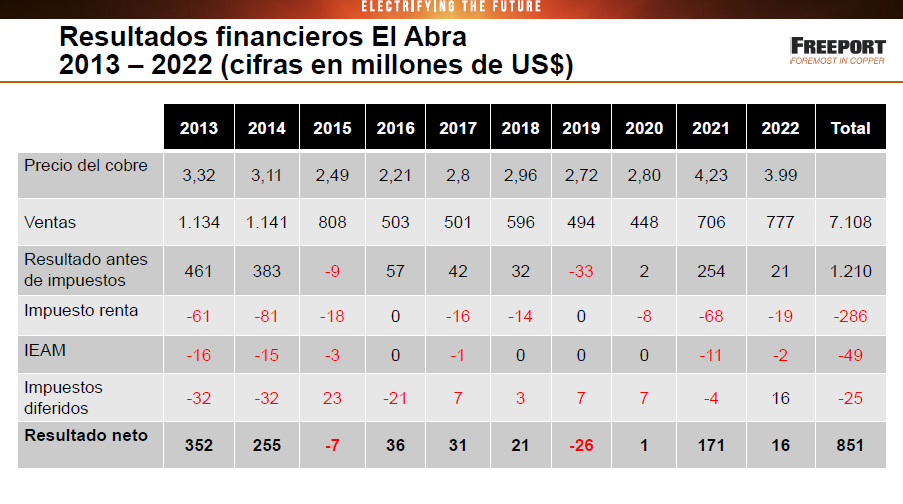 ELECTRIFYING THE FUTURE
Resultados financieros El Abra
2013 – 2022 (cifras en millones de US$)
FREEPORT
FOREMOST IN COPPER
2013 2014 2015 2016 2017 2018 2019 2020 2021 2022 Total
Precio del cobre 3,32 3,11 2,49 2,21 2,8 2,96 2,72 2,80 4,23 3.99
Ventas 1.134 1.141 808 503 501 596 494 448 706 777 7.108
Resultado antes
de impuestos 461 383 -9 57 42 32 -33 2 254 21 1.210
Impuesto renta -61 -81 -18 0 -16 -14 0 -8 -68 -19 -286
IEAM -16 -15 -3 0 -1 0 0 0 -11 -2 -49
Impuestos
diferidos -32 -32 23 -21 7 3 7 7 -4 16 -25
Resultado neto 352 255 -7 36 31 21 -26 1 171 16 851